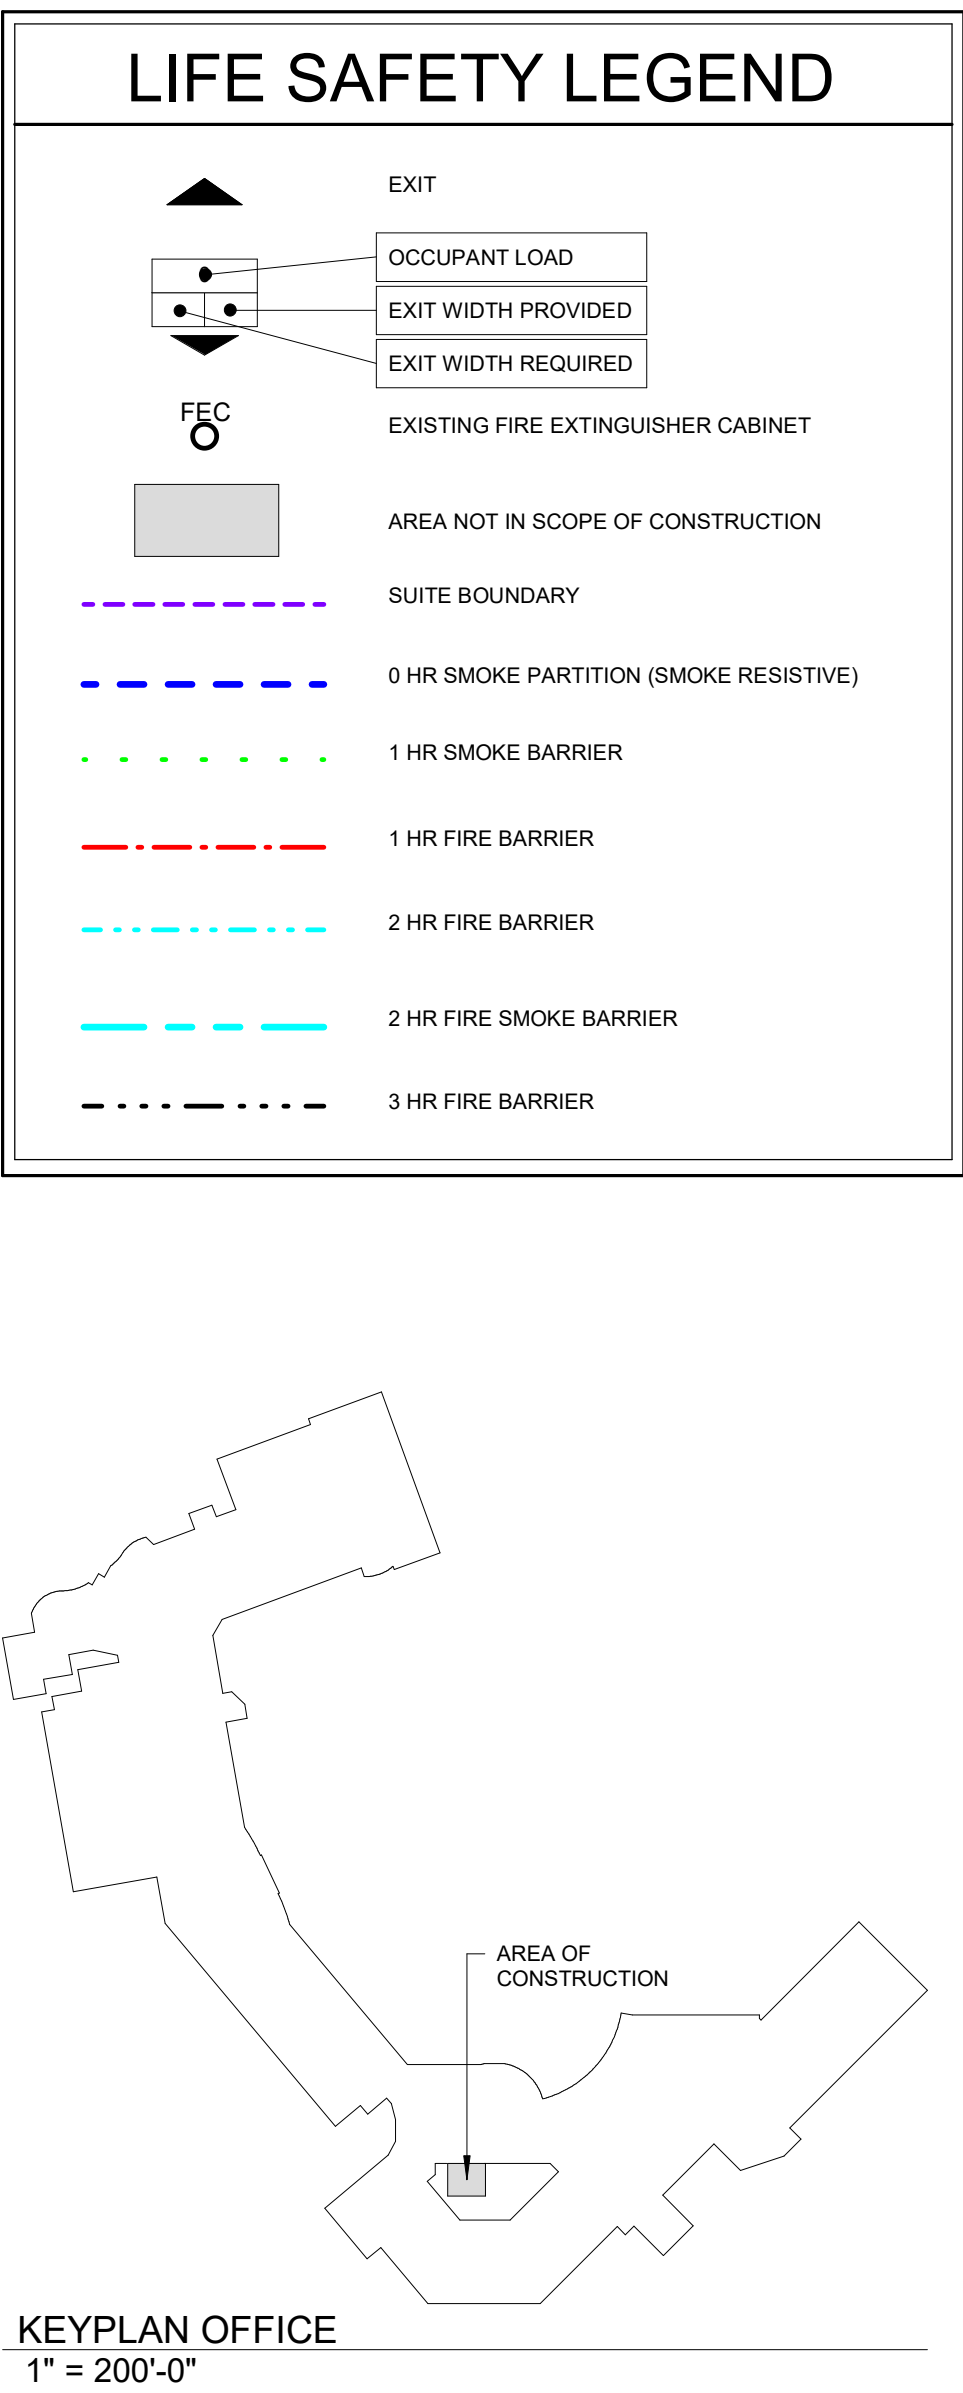 LIFE SAFETY LEGEND
EXIT
OCCUPANT LOAD
EXIT WIDTH PROVIDED
EXIT WIDTH REQUIRED
FEC
EXISTING FIRE EXTINGUISHER CABINET
AREA NOT IN SCOPE OF CONSTRUCTION
SUITE BOUNDARY
0 HR SMOKE PARTITION (SMOKE RESISTIVE)
1 HR SMOKE BARRIER
1 HR FIRE BARRIER
2 HR FIRE BARRIER
2 HR FIRE SMOKE BARRIER
3 HR FIRE BARRIER
AREA OF
CONSTRUCTION
KEYPLAN OFFICE
1" = 200'-0"